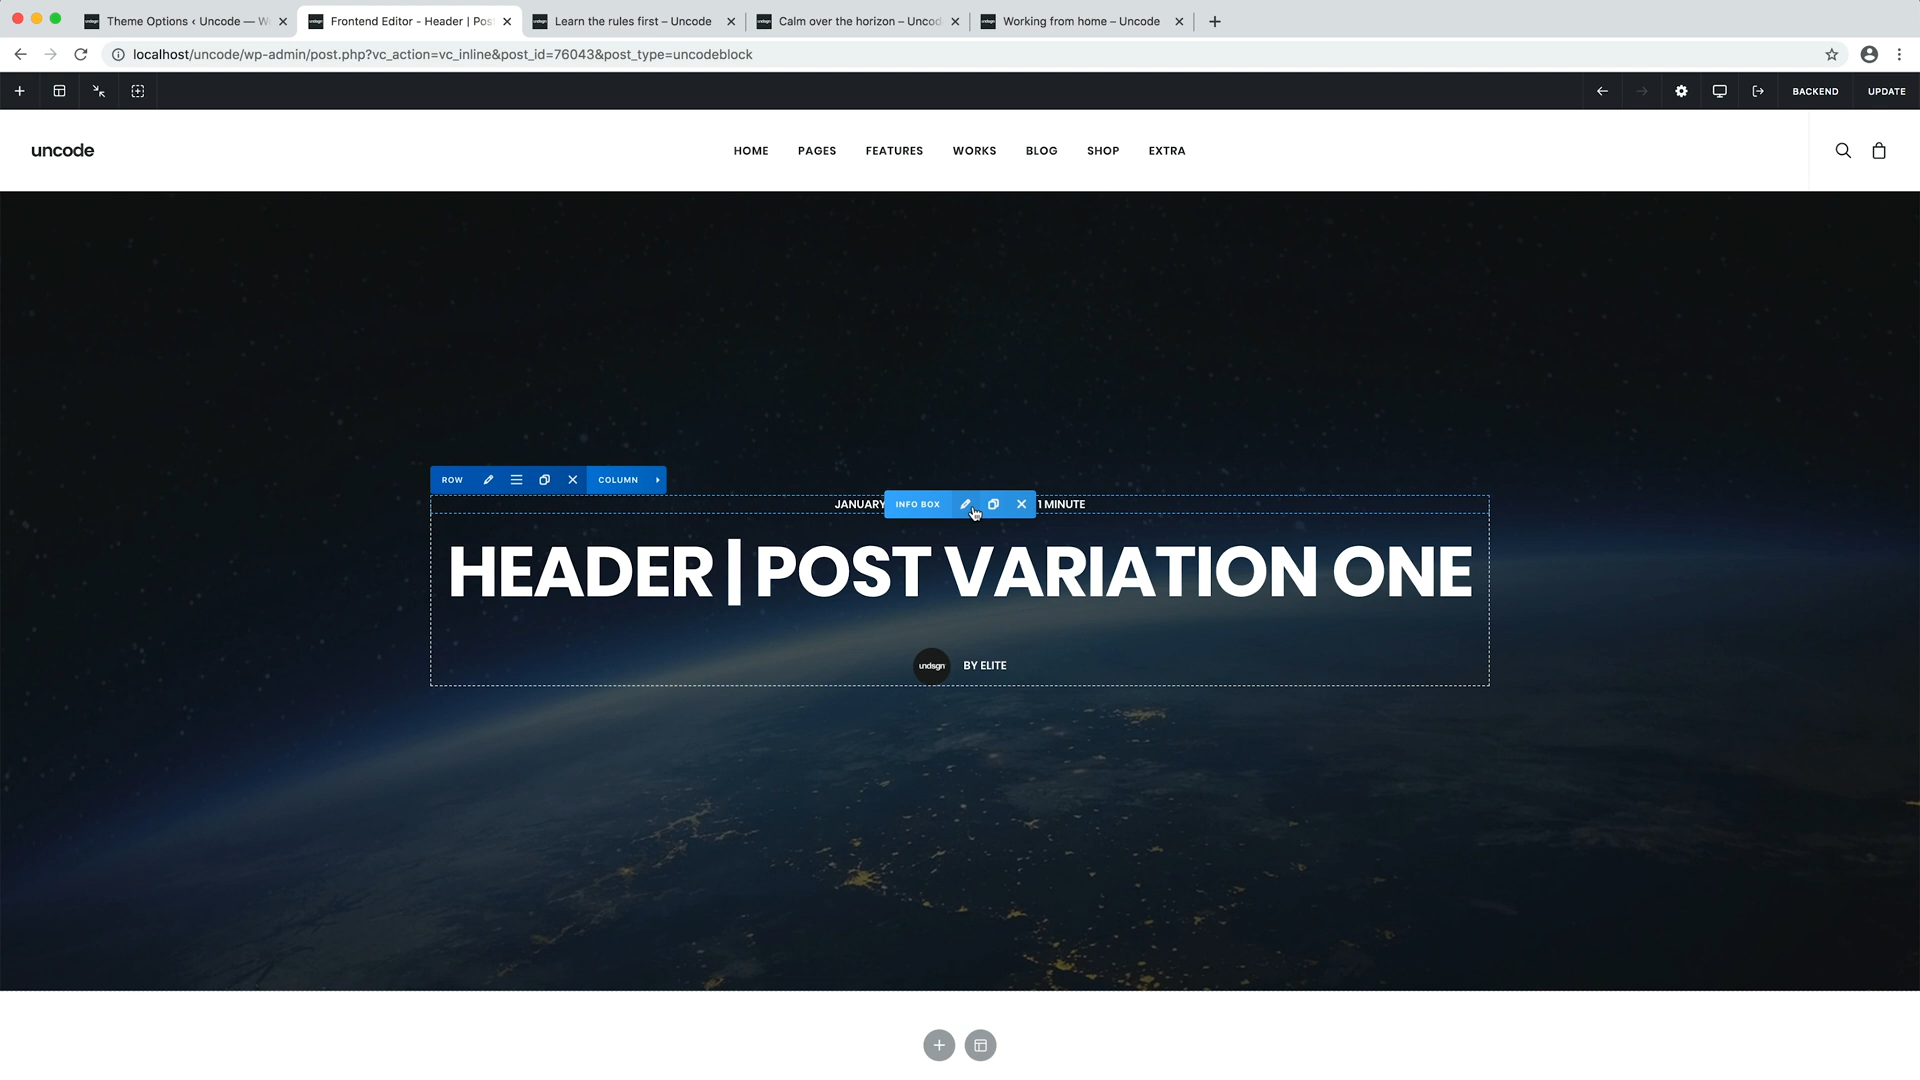 Theme Options ‹ Uncode — W
Frontend Editor - Header | Pos
Learn the rules first – Uncode
Calm over the horizon – Uncod
Working from home – Uncode
localhost/uncode/wp-admin/post.php?vc_action=vc_inline&post_id=76043&post_type=uncodeblock
BACKEND
UPDATE
uncode
HOME
PAGES
FEATURES
WORKS
BLOG
SHOP
EXTRA
ROW
COLUMN
JANUARY
INFO BOX
1 MINUTE
HEADER | POST VARIATION ONE
undsgn
BY ELITE